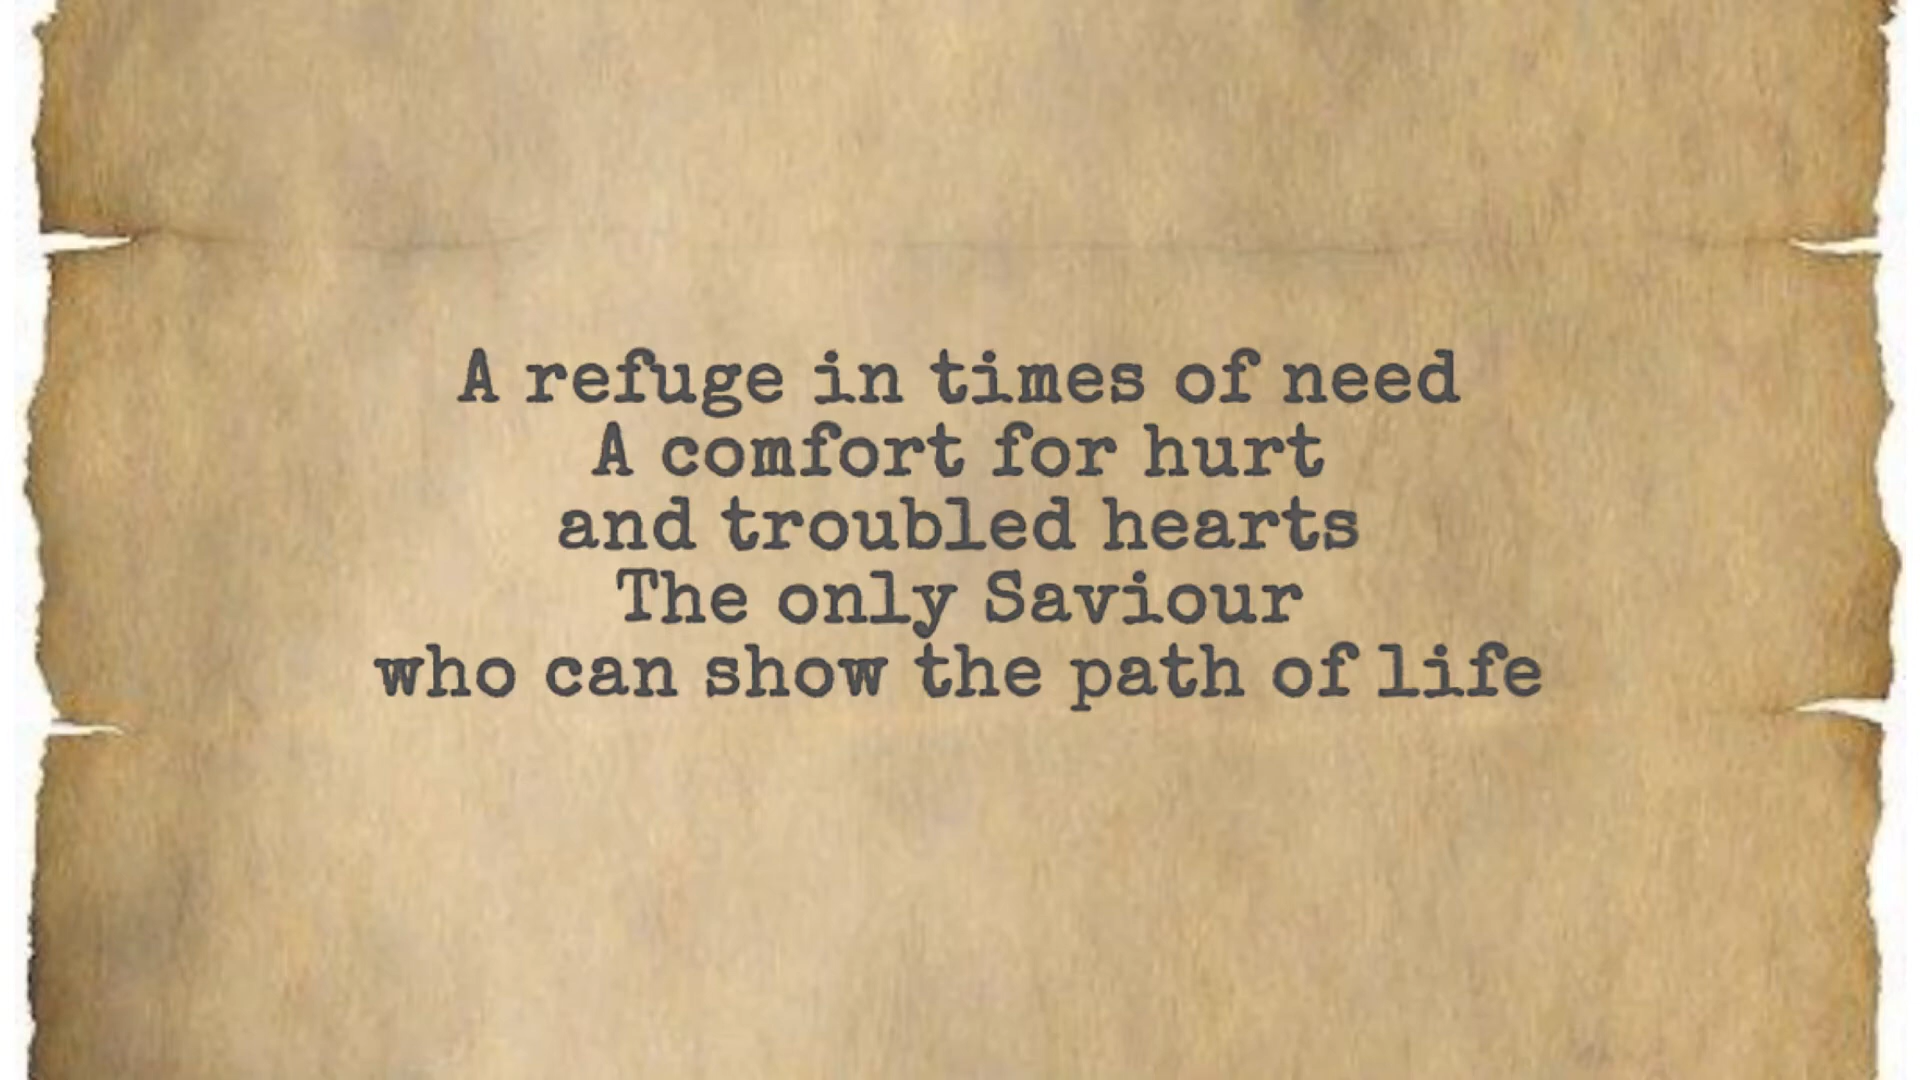 A refuge in times of need
A comfort for hurt
and troubled hearts
The only Saviour
who can show the path of life